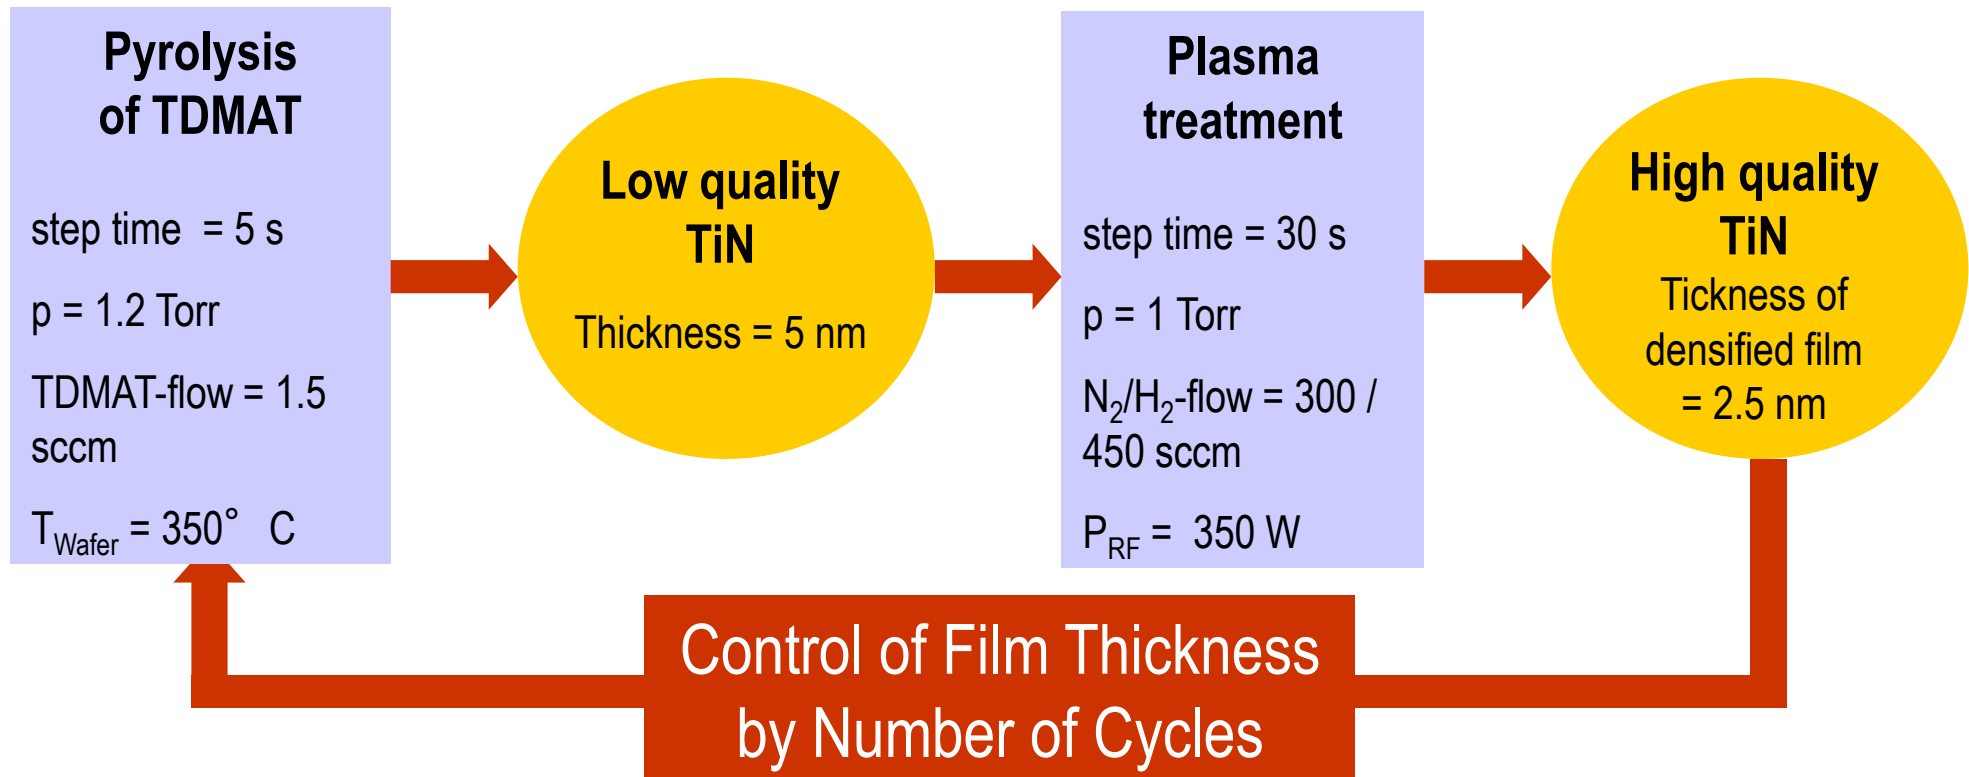 Pyrolysis
of TDMAT
step time = 5 s
p = 1.2 Torr
TDMAT-flow = 1.5
sccm
T_Wafer = 350° C
Low quality
TiN
Thickness = 5 nm
Plasma
treatment
step time = 30 s
p = 1 Torr
N₂/H₂-flow = 300 /
450 sccm
P_RF = 350 W
High quality
TiN
Tickness of
densified film
= 2.5 nm
Control of Film Thickness
by Number of Cycles